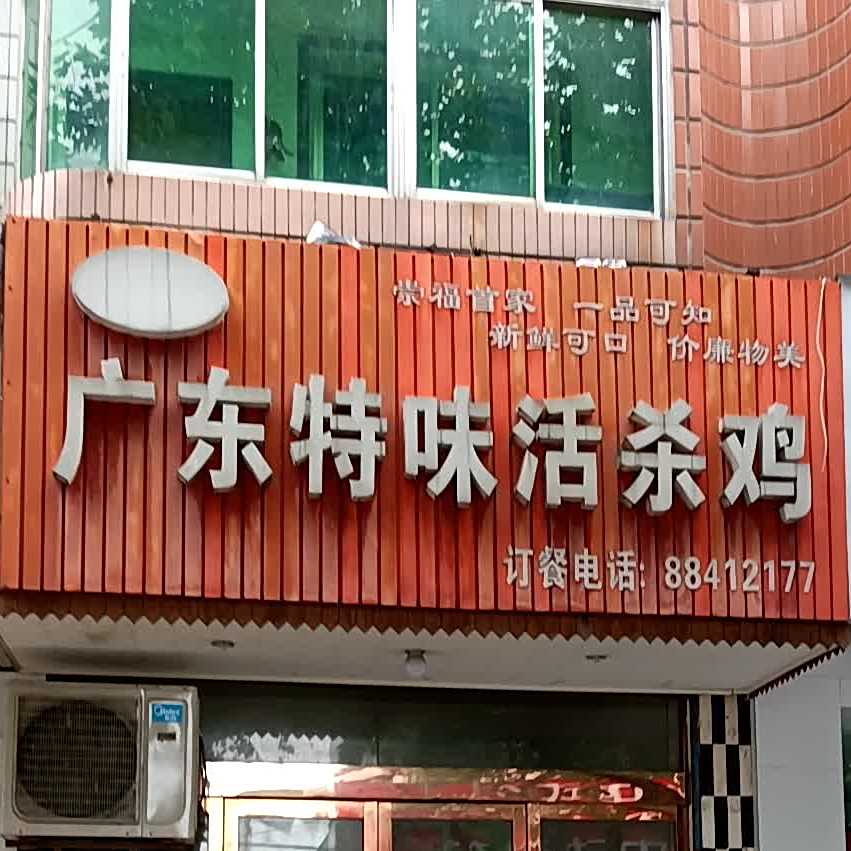 崇福首家 一品可知
新鲜可口 价廉物美
广东特味活杀鸡
订餐电话: 88412177
Midea